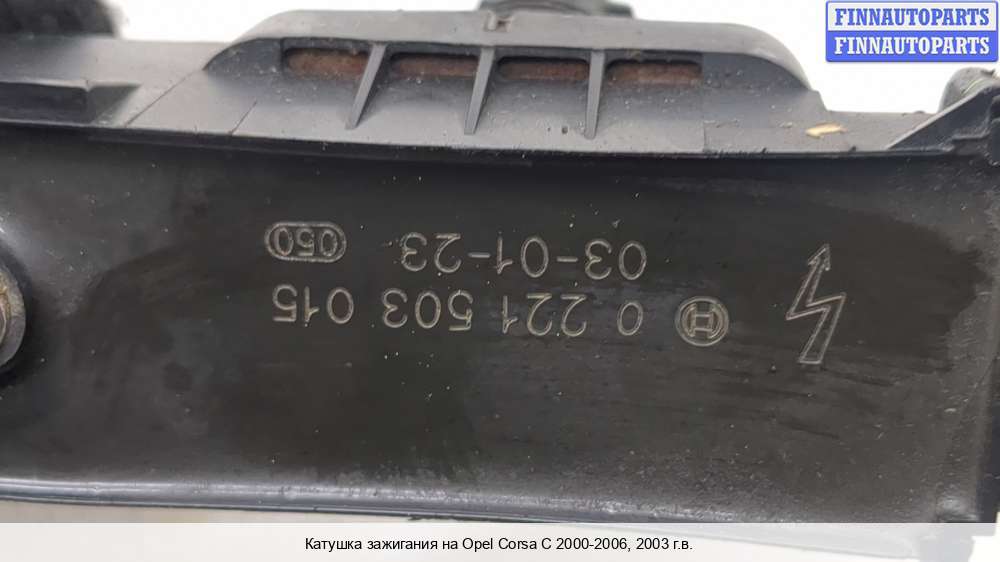 FINNAUTOPARTS
FINNAUTOPARTS
0 221 503 015
03-01-23 050
Катушка зажигания на Opel Corsa C 2000-2006, 2003 г.в.